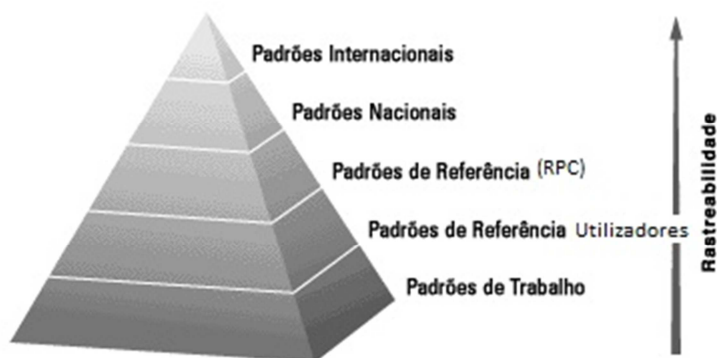 Padrões Internacionais
Padrões Nacionais
Padrões de Referência (RPC)
Padrões de Referência Utilizadores
Padrões de Trabalho
Rastreabilidade